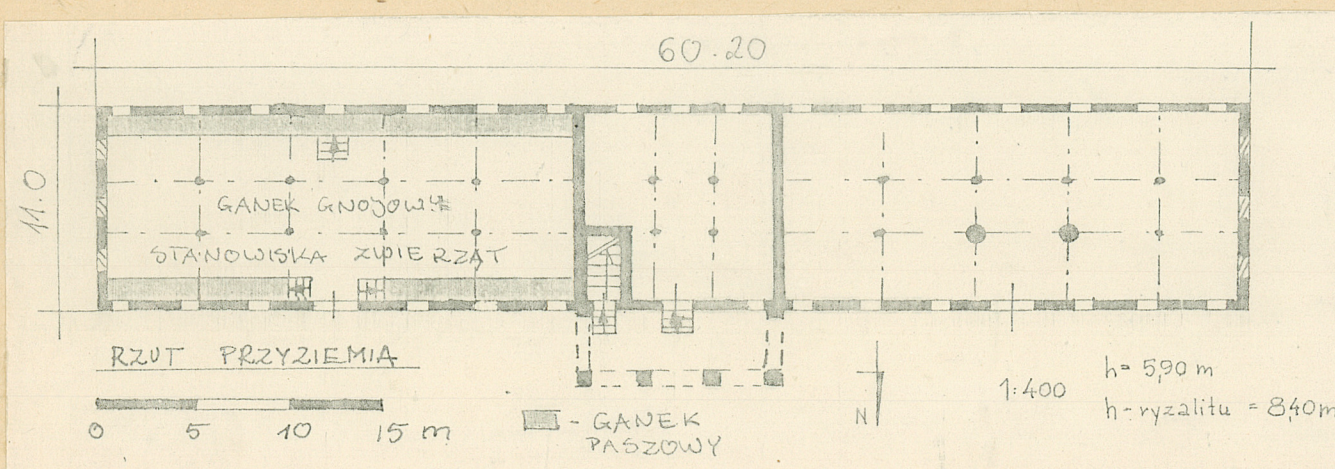 60.20
11.0
GANEK GNOJOWY
STANOWISKA ZWIERZĄT
RZUT PRZYZIEMIA
0 5 10 15 m
- GANEK
PASZOWY
N
1:400
h= 5,90 m
h-ryzalitu = 8,40m